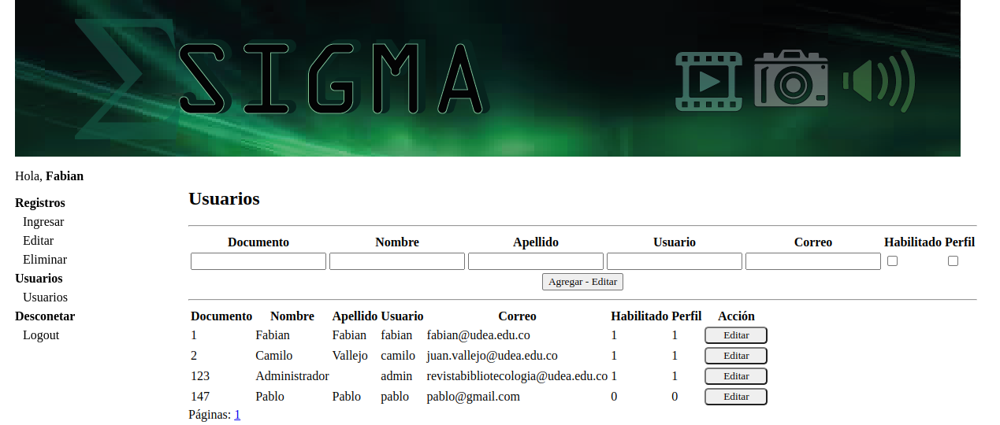 Σ SIGMA
Hola, Fabian
Registros
Ingresar
Editar
Eliminar
Usuarios
Usuarios
Desconetar
Logout
Usuarios
Documento Nombre Apellido Usuario Correo Habilitado Perfil
Agregar - Editar
Documento Nombre Apellido Usuario Correo Habilitado Perfil Acción
1 Fabian Fabian fabian fabian@udea.edu.co 1 1 Editar
2 Camilo Vallejo camilo juan.vallejo@udea.edu.co 1 1 Editar
123 Administrador admin revistabibliotecologia@udea.edu.co 1 1 Editar
147 Pablo Pablo pablo pablo@gmail.com 0 0 Editar
Páginas: 1